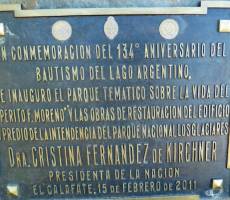 N CONMEMORACION DEL 134° ANIVERSARIO DEL
BAUTISMO DEL LAGO ARGENTINO,
E INAUGURO EL PARQUE TEMATICO SOBRE LA VIDA DEL
PERITO F. MORENO" Y LAS OBRAS DE RESTAURACION DEL EDIFICIO
PREDIO DE LA INTENDENCIA DEL PARQUE NACIONAL LOS GLACIARES
DRA. CRISTINA FERNANDEZ DE KIRCHNER
PRESIDENTA DE LA NACION
EL CALAFATE, 15 DE FEBRERO DE 2011